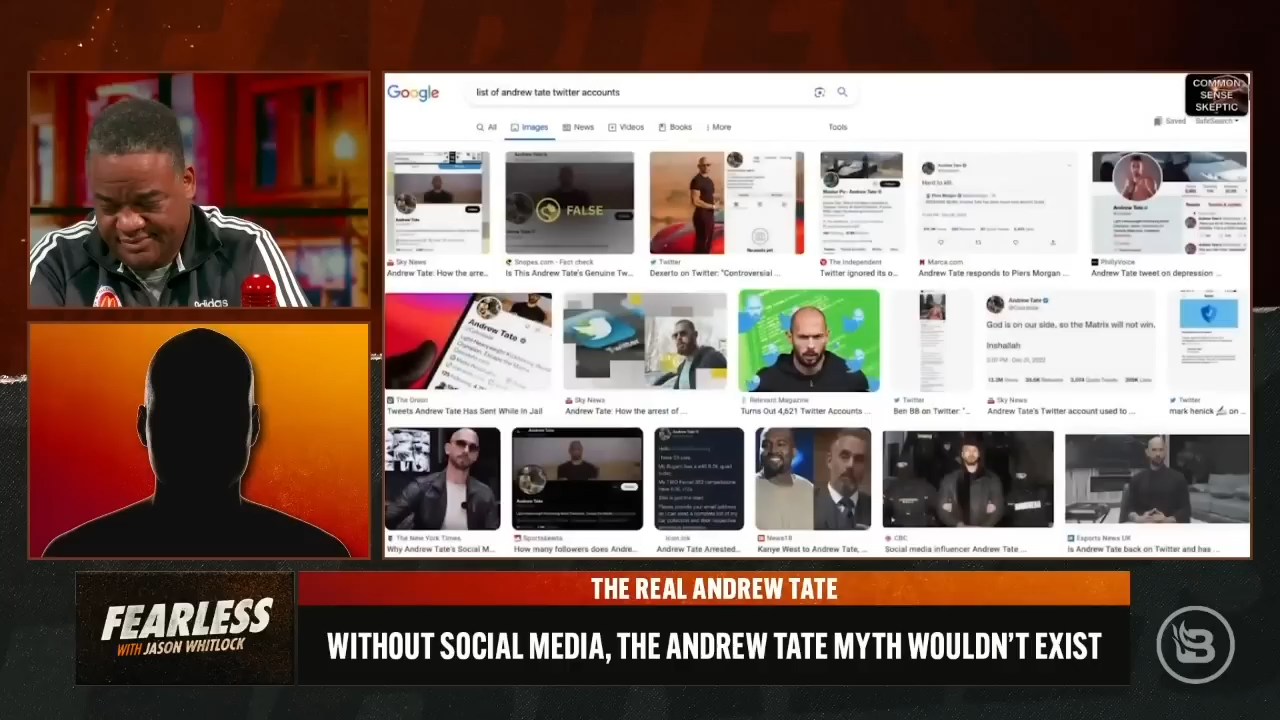 Google
list of andrew tate twitter accounts
COMMON
SENSE
SKEPTIC
All Images News Videos Books More Tools
Saved SafeSearch
FALSE
Sky News
Andrew Tate: How the arre...
Snopes.com · Fact check
Is This Andrew Tate's Genuine Tw...
Twitter
Dexerto on Twitter: "Controversial ...
The Independent
Twitter ignored its o...
Marca.com
Andrew Tate responds to Piers Morgan ...
PhillyVoice
Andrew Tate tweet on depression ...
Andrew Tate
Andrew Tate
God is on our side, so the Matrix will not win.
Inshallah
The Onion
Tweets Andrew Tate Has Sent While In Jail
Sky News
Andrew Tate: How the arrest of ...
Relevant Magazine
Turns Out 4,621 Twitter Accounts ...
Twitter
Ben BB on Twitter: "..
Sky News
Andrew Tate's Twitter account used to ...
Twitter
mark henick on ..
The New York Times
Why Andrew Tate's Social M...
Sportskeeda
How many followers does Andre...
Andrew Tate Arrested...
News18
Kanye West to Andrew Tate, ...
CBC
Social media influencer Andrew Tate ...
Esports News UK
Is Andrew Tate back on Twitter and has ...
adidas
FEARLESS
WITH JASON WHITLOCK
THE REAL ANDREW TATE
WITHOUT SOCIAL MEDIA, THE ANDREW TATE MYTH WOULDN'T EXIST
B